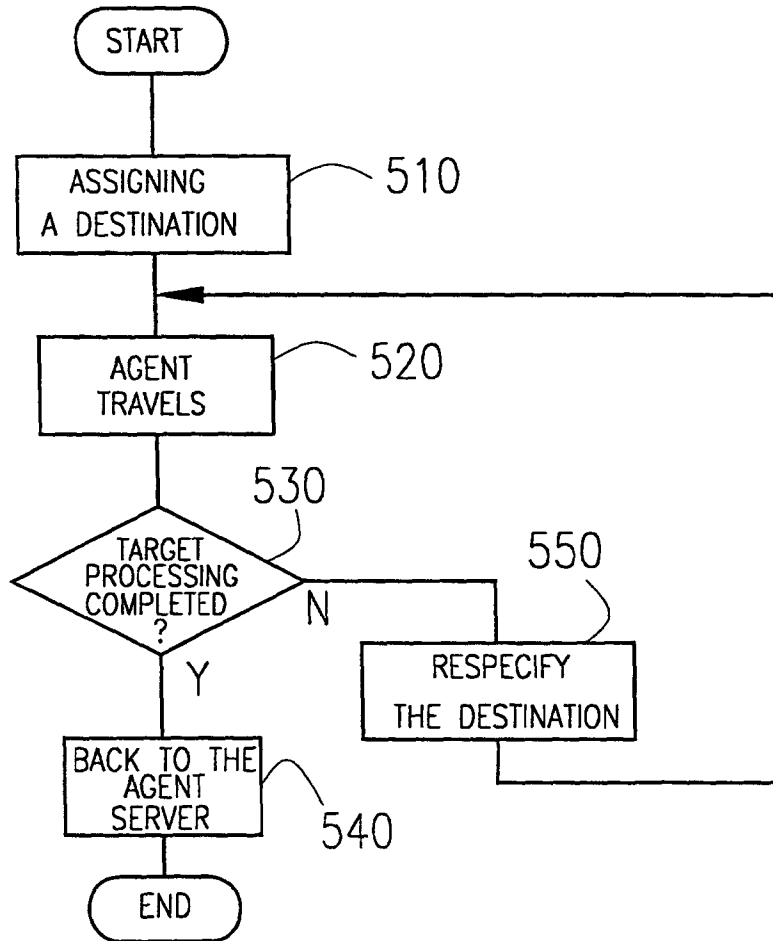 START
ASSIGNING
A DESTINATION
510
AGENT
TRAVELS
520
530
TARGET
PROCESSING
COMPLETED
?
N
Y
550
RESPECIFY
THE DESTINATION
BACK TO THE
AGENT
SERVER
540
END